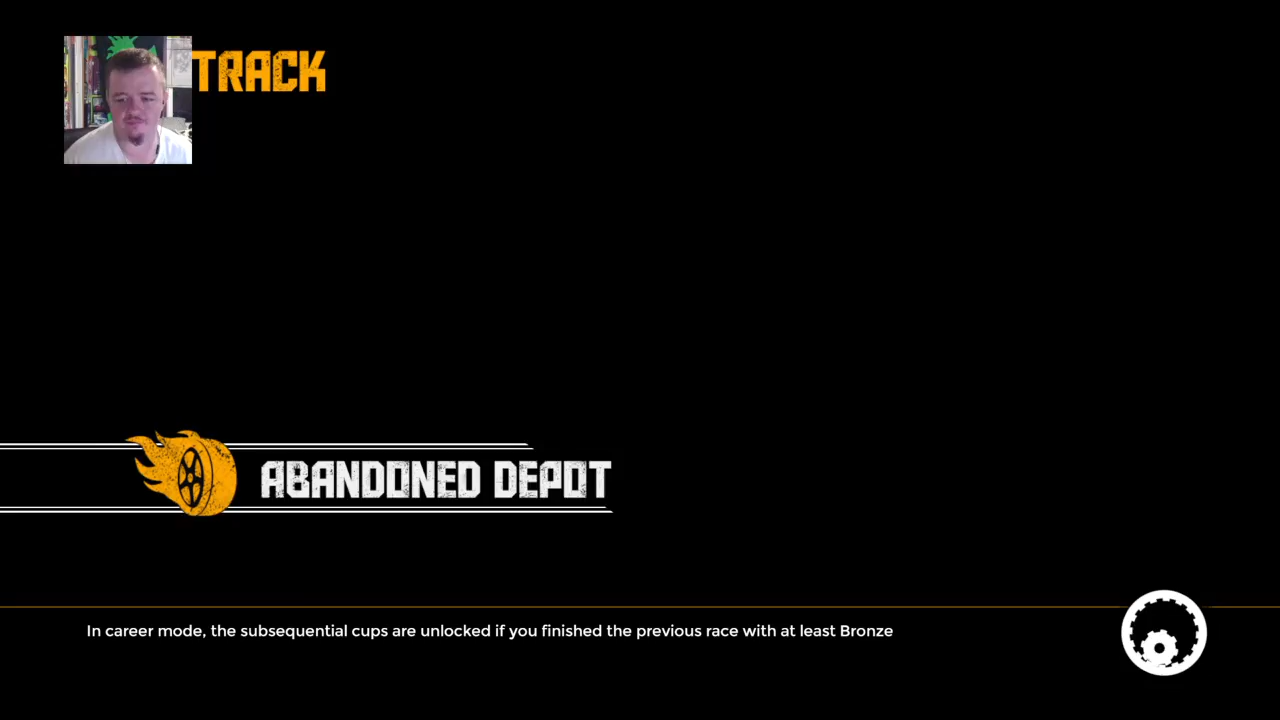 TRACK
ABANDONED DEPOT
In career mode, the subsequential cups are unlocked if you finished the previous race with at least Bronze